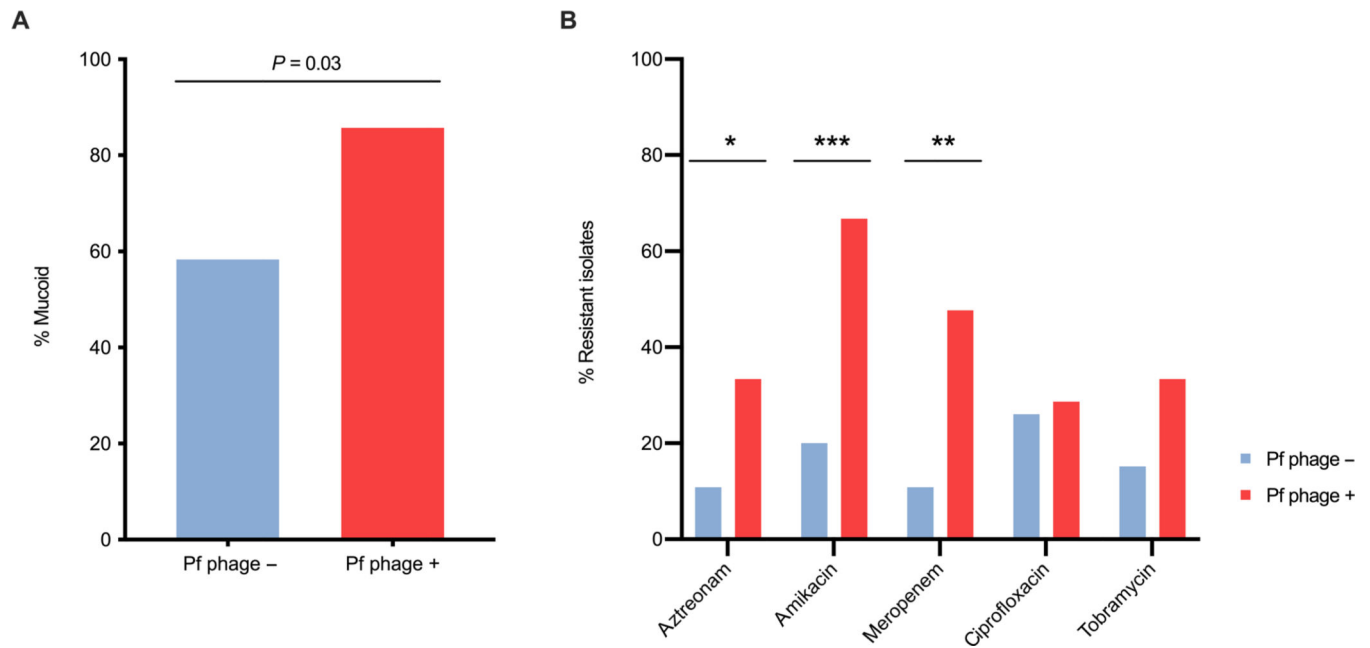 A
% Mucoid
100
80
60
40
20
0
P = 0.03
Pf phage –
Pf phage +
B
% Resistant isolates
100
80
60
40
20
0
*
***
**
Aztreonam
Amikacin
Meropenem
Ciprofloxacin
Tobramycin
Pf phage –
Pf phage +